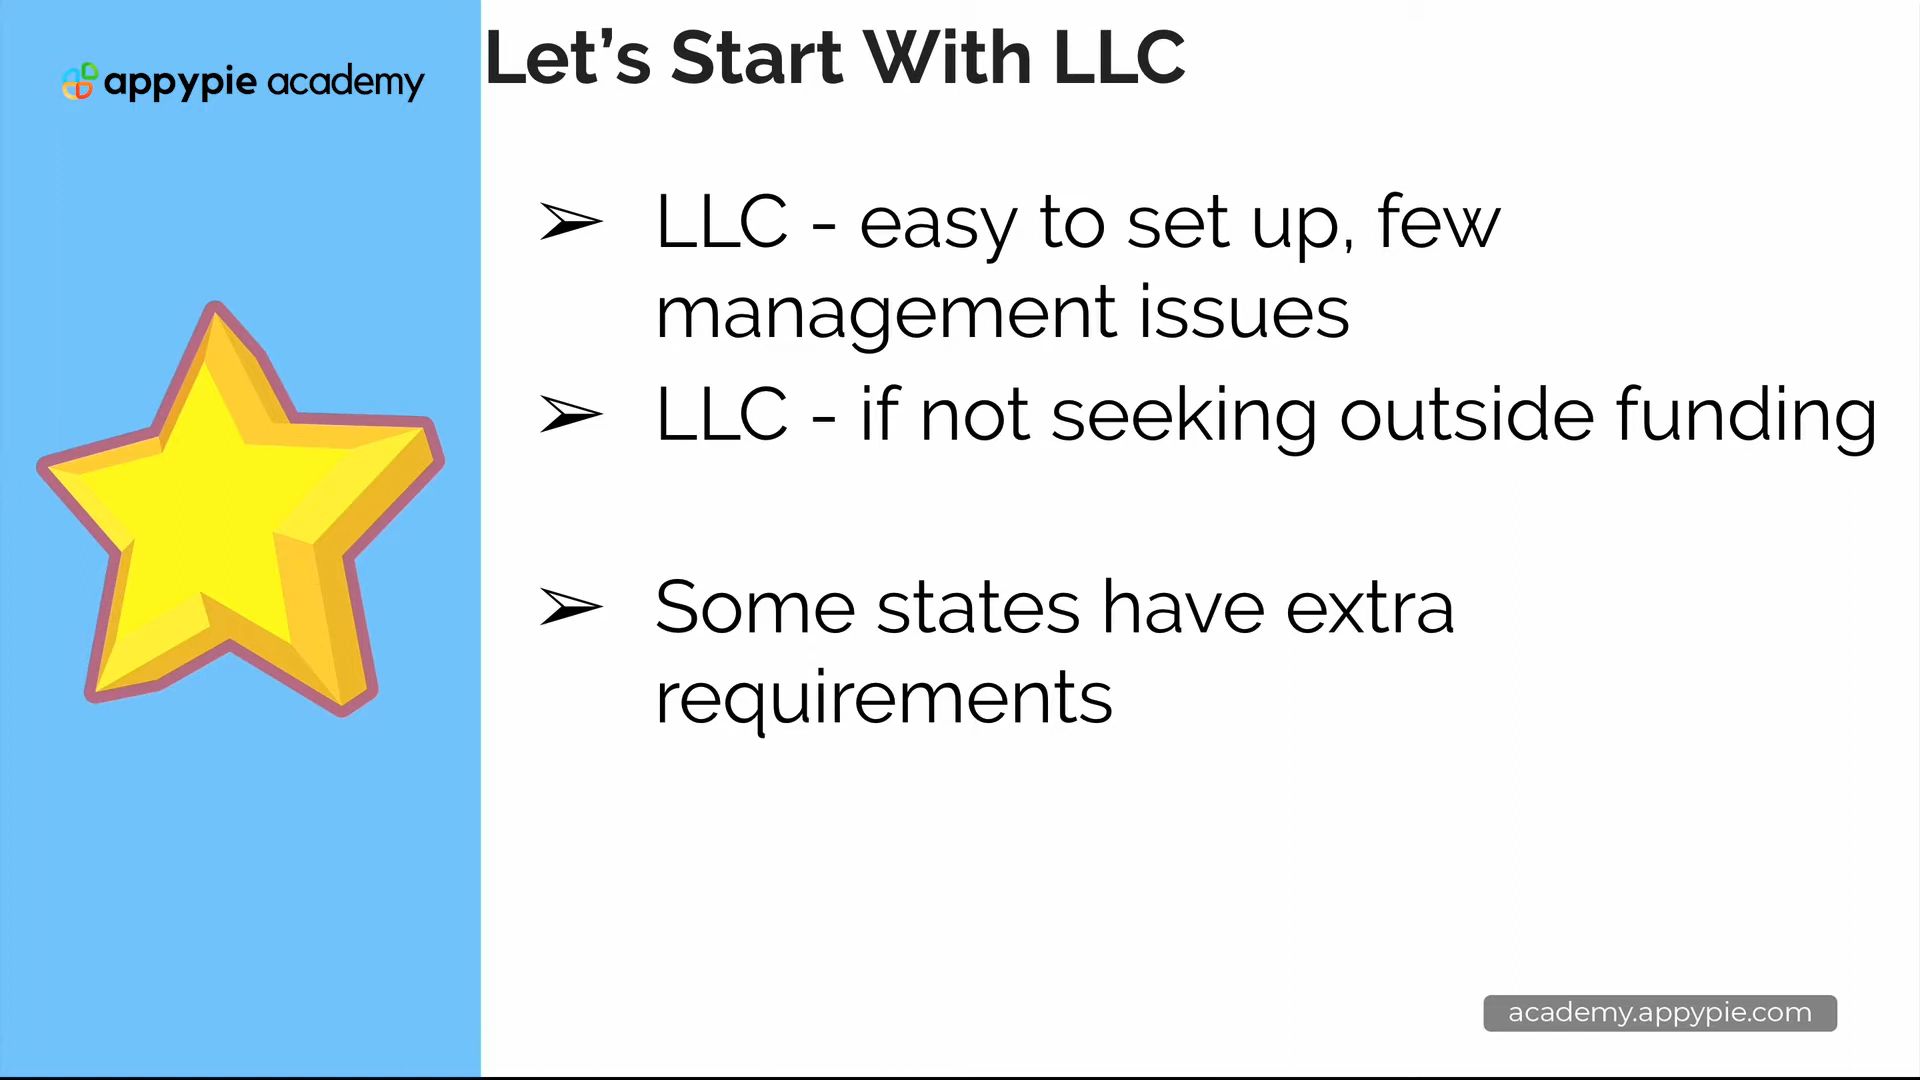 appypie academy
Let’s Start With LLC
➢ LLC - easy to set up, few
management issues
➢ LLC - if not seeking outside funding
➢ Some states have extra
requirements
academy.appypie.com